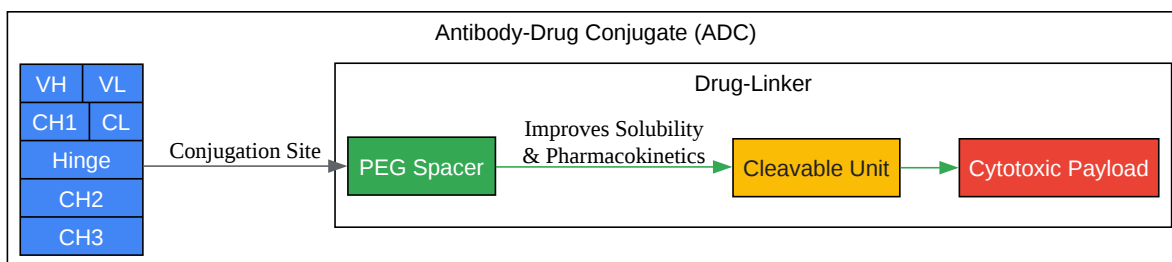 Antibody-Drug Conjugate (ADC)
VH VL
CH1 CL
Hinge
CH2
CH3
Conjugation Site
Drug-Linker
PEG Spacer
Improves Solubility
& Pharmacokinetics
Cleavable Unit
Cytotoxic Payload